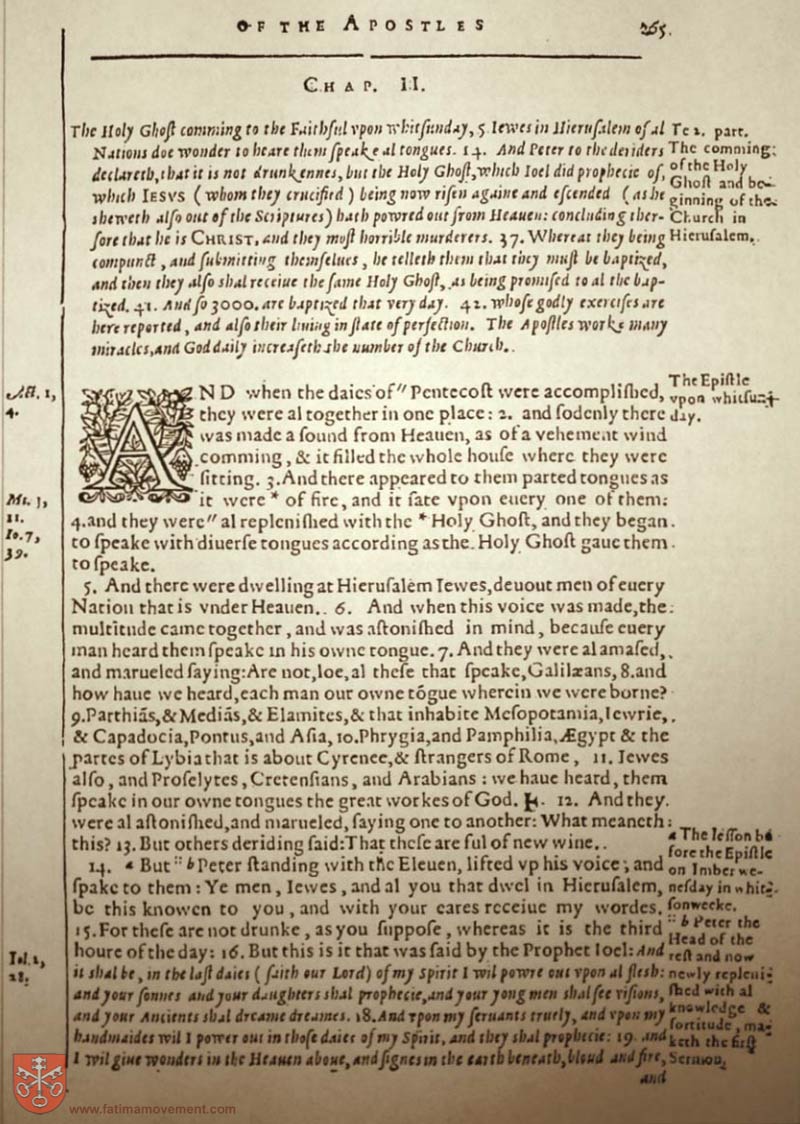 OF THE APOSTLES 265.
CHAP. II.
The Holy Ghoſt comming to the Faithful vpon whitſunday, 5 Iewes in Hieruſalem of al
Nations doe wonder to heare them ſpeake al tongues. 14. And Peter to the deriders
declareth, that it is not drunkennes, but the Holy Ghoſt, which Ioel did prophecie of,
which IESVS (whom they crucified) being now riſen againe and eſcended (as he
sheweth alſo out of the Scriptures) hath powred out from Heauen: concluding ther-
fore that he is CHRIST, and they moſt horrible murderers. 37. Whereat they being
compunct, and ſubmitting themſelues, he telleth them that they muſt be baptized,
and then they alſo shal receiue the ſame Holy Ghoſt, as being promiſed to al the bap-
tized. 41. And ſo 3000. are baptized that very day. 42. whoſe godly exerciſes are
here reported, and alſo their liuing in ſtate of perfection. The Apoſtles worke many
miracles, and God daily increaſeth the number of the Church.
The 2. part.
The comming
of the Holy
Ghoſt and be-
ginning of the
Church in
Hieruſalem.
Act. 1,
4.
AND when the daies of " Pentecoſt were accompliſhed,
they were al together in one place: 2. and ſodenly there
was made a ſound from Heauen, as of a vehement wind
comming, & it filled the whole houſe where they were
ſitting. 3. And there appeared to them parted tongues as
it were * of fire, and it ſate vpon euery one of them:
4. and they were " al repleniſhed with the * Holy Ghoſt, and they began
to ſpeake with diuerſe tongues according as the Holy Ghoſt gaue them
to ſpeake.
The Epiſtle
vpon whitſun-
day.
Mt. 3,
11.
Io. 7,
39.
5. And there were dwelling at Hieruſalẽm Iewes, deuout men of euery
Nation that is vnder Heauen. 6. And when this voice was made, the
multitude came together, and was aſtoniſhed in mind, becauſe euery
man heard them ſpeake in his owne tongue. 7. And they were al amaſed,
and marueled ſaying: Are not, loe, al theſe that ſpeake, Galilæans, 8. and
how haue we heard, each man our owne tõgue wherein we were borne?
9. Parthiãs, & Mediãs, & Elamites, & that inhabite Meſopotamia, Iewrie,
& Capadocia, Pontus, and Aſia, 10. Phrygia, and Pamphilia, Ægypt & the
partes of Lybia that is about Cyrenee, & ſtrangers of Rome, 11. Iewes
alſo, and Proſelytes, Cretenſians, and Arabians: we haue heard, them
ſpeake in our owne tongues the great workes of God. 12. And they
were al aſtoniſhed, and marueled, ſaying one to another: What meaneth
this? 13. But others deriding ſaid: That theſe are ful of new wine.
14. a But :: b Peter ſtanding with the Eleuen, lifted vp his voice, and
ſpake to them: Ye men, Iewes, and al you that dwel in Hieruſalem,
be this knowen to you, and with your eares receiue my wordes.
15. For theſe are not drunke, as you ſuppoſe, whereas it is the third
houre of the day: 16. But this is it that was ſaid by the Prophet Ioel: And
it shal be, in the laſt daies (ſaith our Lord) of my ſpirit I wil powre out vpon al fleſh:
and your ſonnes and your daughters shal prophecie, and your yong men shal ſee viſions,
and your Ancients shal dreame dreames. 18. And vpon my ſeruants truely, and vpon my
handmaides wil I power out in thoſe daies of my Spirit, and they shal prophecie: 19. and
I wil giue wonders in the Heauen aboue, and ſignes in the earth beneath, bloud and fire,
and
a The leſſon be
fore the Epiſtle
on Imber we-
neſday in whit-
ſonweeke.
:: b Peter the
Head of the
reſt and now
newly repleni-
ſhed with al
knowledge &
fortitude, ma-
keth the firſt
Sermon,
28.
www.fatimamovement.com